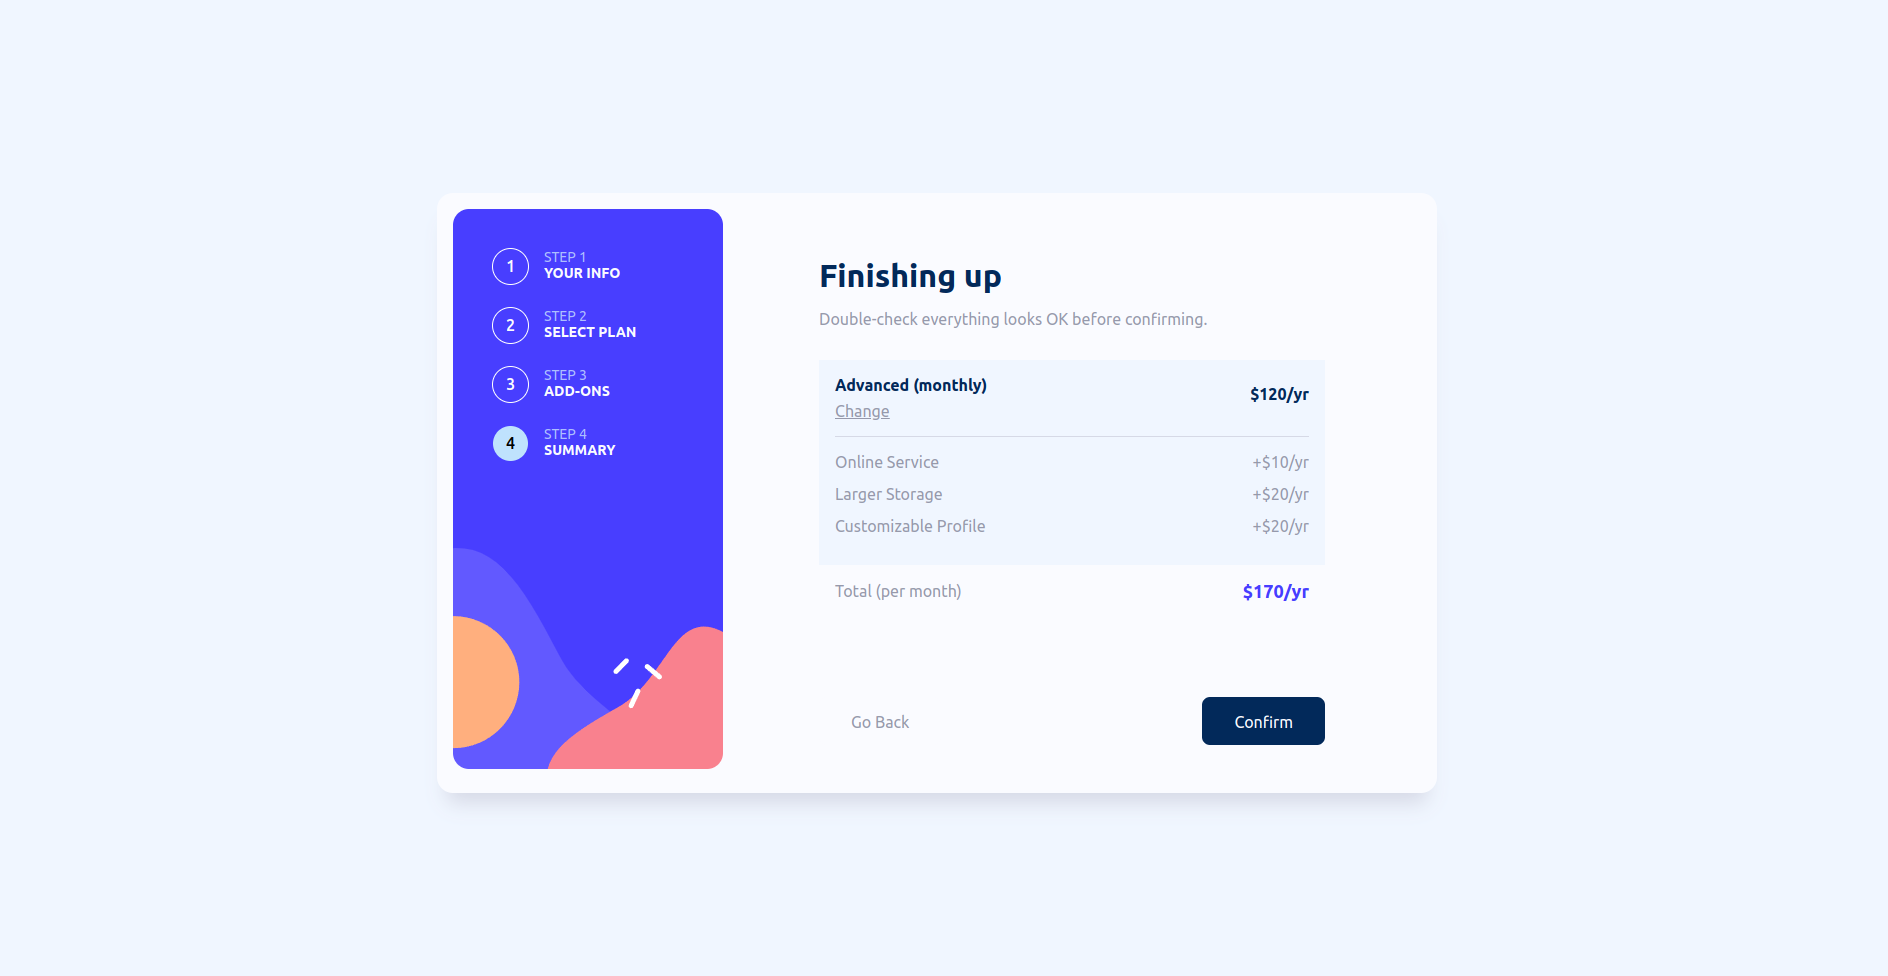 1
STEP 1
YOUR INFO
2
STEP 2
SELECT PLAN
3
STEP 3
ADD-ONS
4
STEP 4
SUMMARY
Finishing up
Double-check everything looks OK before confirming.
Advanced (monthly)
Change
$120/yr
Online Service +$10/yr
Larger Storage +$20/yr
Customizable Profile +$20/yr
Total (per month) $170/yr
Go Back Confirm